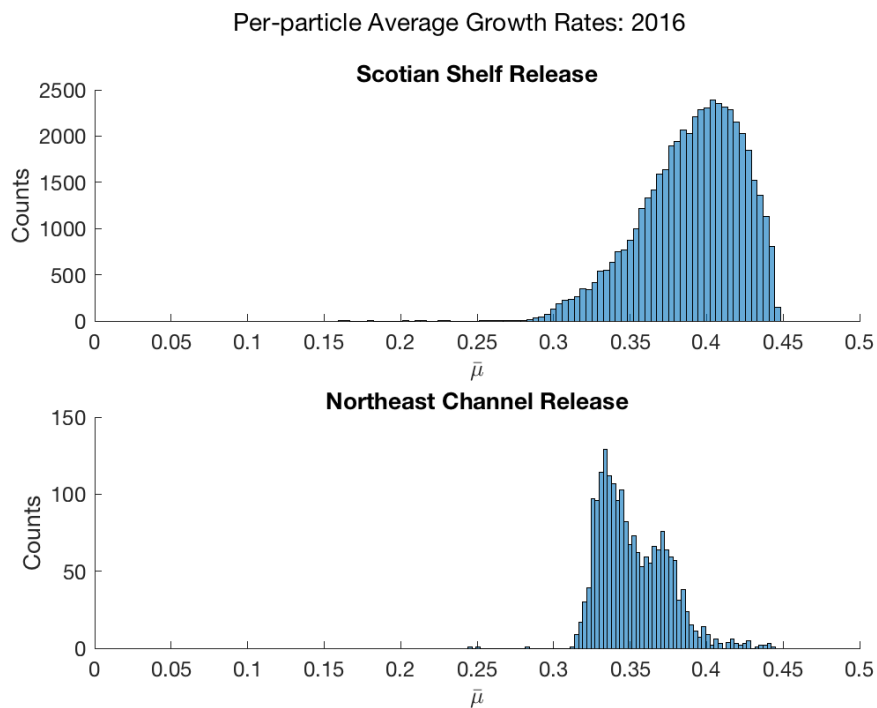 Per-particle Average Growth Rates: 2016
Scotian Shelf Release
2500
2000
1500
1000
500
0
Counts
0 0.05 0.1 0.15 0.2 0.25 0.3 0.35 0.4 0.45 0.5
μ̄
Northeast Channel Release
150
100
50
0
Counts
0 0.05 0.1 0.15 0.2 0.25 0.3 0.35 0.4 0.45 0.5
μ̄